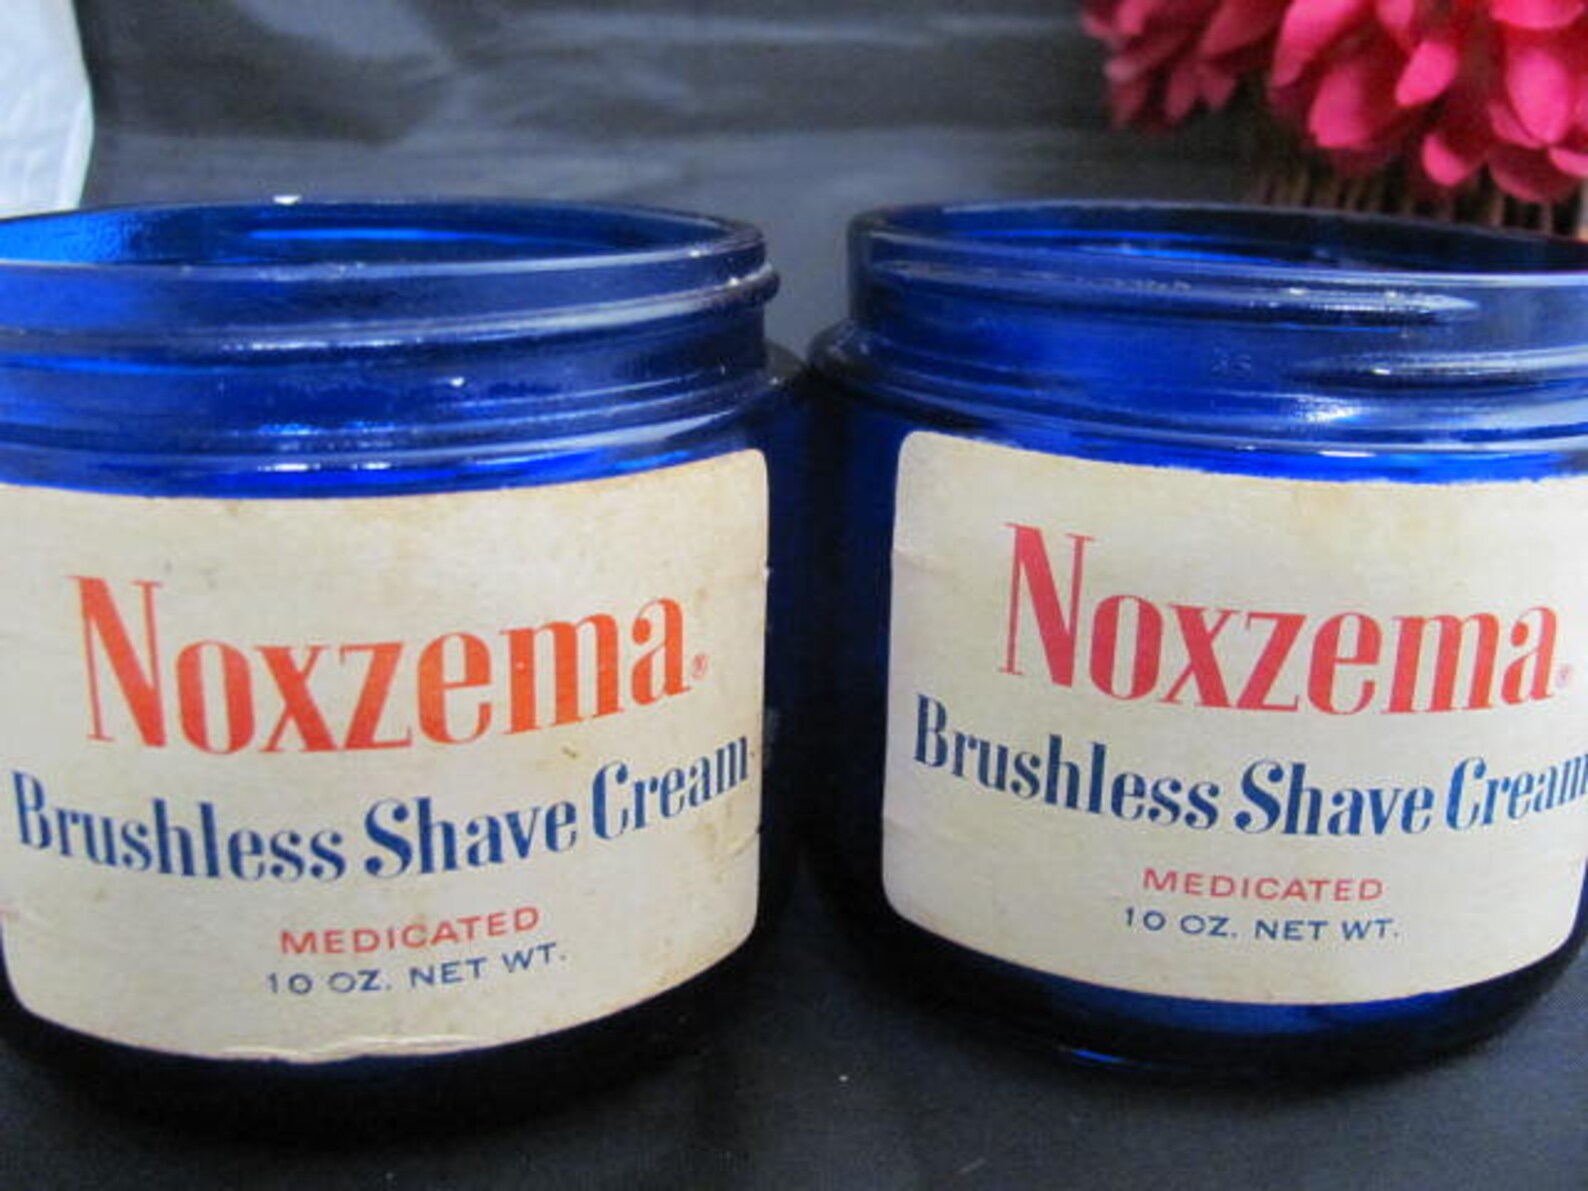 Noxzema®
Brushless Shave Cream
MEDICATED
10 OZ. NET WT.
Noxzema®
Brushless Shave Cream
MEDICATED
10 OZ. NET WT.